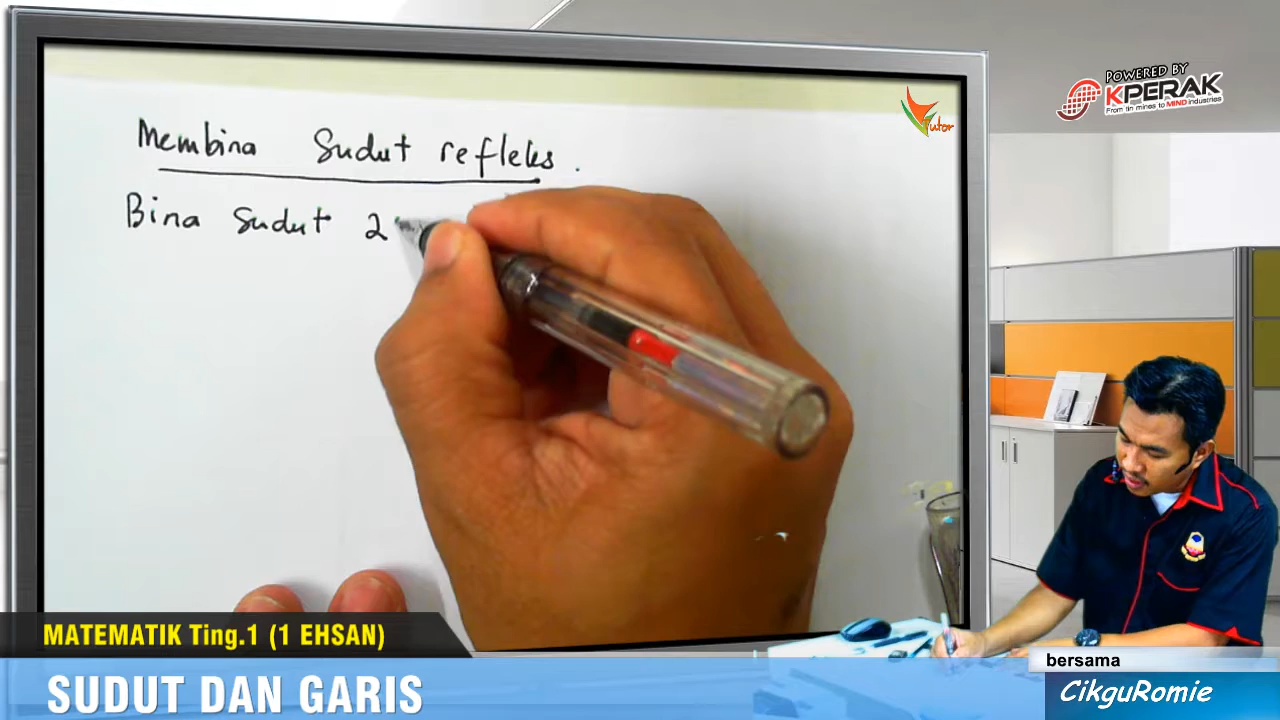 POWERED BY
KPERAK
From tin mines to MIND industries
Tutor
Membina Sudut refleks.
Bina Sudut 2
MATEMATIK Ting.1 (1 EHSAN)
SUDUT DAN GARIS
bersama
CikguRomie